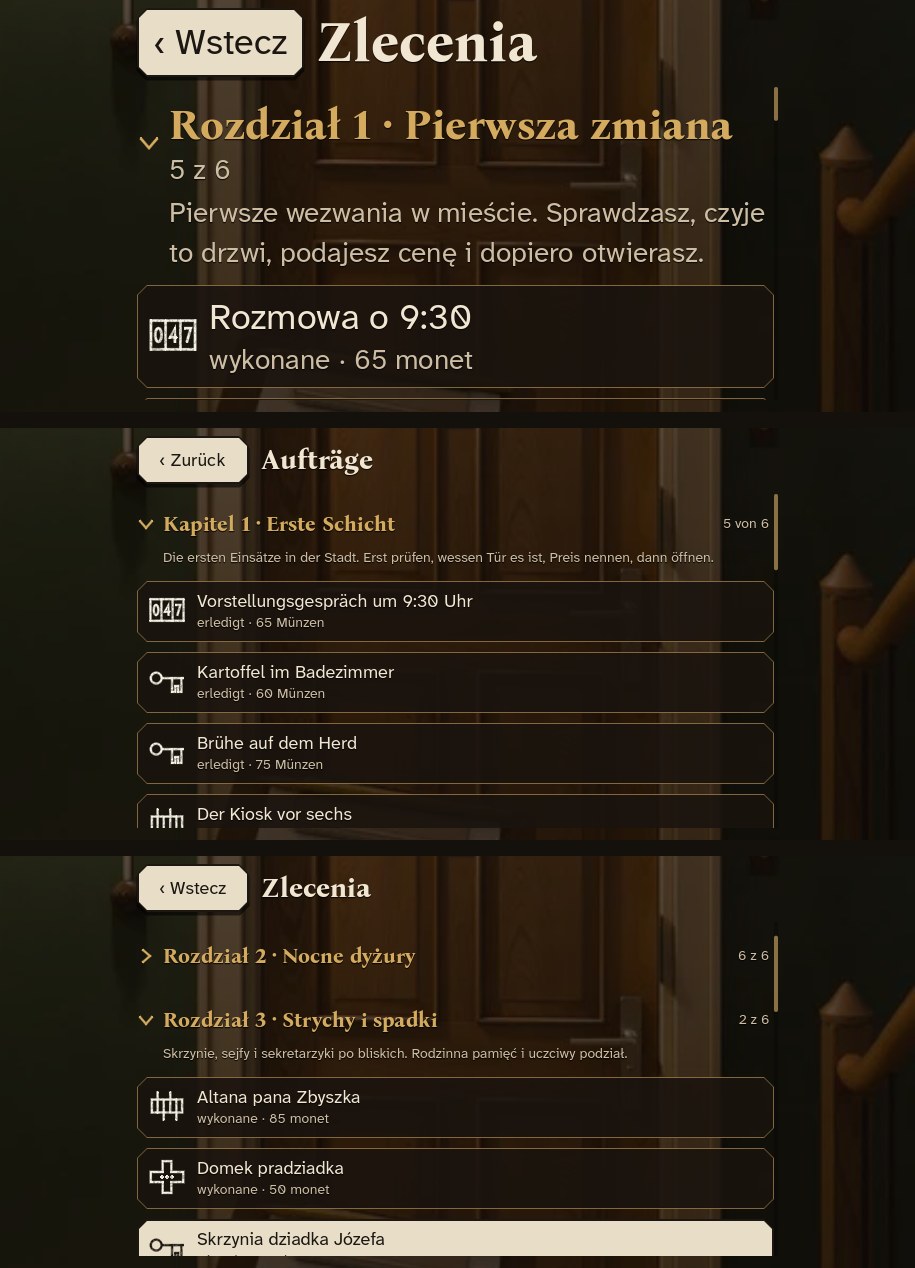 ‹ Wstecz
Zlecenia
Rozdział 1 · Pierwsza zmiana
5 z 6
Pierwsze wezwania w mieście. Sprawdzasz, czyje
to drzwi, podajesz cenę i dopiero otwierasz.
047
Rozmowa o 9:30
wykonane · 65 monet
‹ Zurück
Aufträge
Kapitel 1 · Erste Schicht
5 von 6
Die ersten Einsätze in der Stadt. Erst prüfen, wessen Tür es ist, Preis nennen, dann öffnen.
047
Vorstellungsgespräch um 9:30 Uhr
erledigt · 65 Münzen
Kartoffel im Badezimmer
erledigt · 60 Münzen
Brühe auf dem Herd
erledigt · 75 Münzen
Der Kiosk vor sechs
‹ Wstecz
Zlecenia
Rozdział 2 · Nocne dyżury
6 z 6
Rozdział 3 · Strychy i spadki
2 z 6
Skrzynie, sejfy i sekretarzyki po bliskich. Rodzinna pamięć i uczciwy podział.
Altana pana Zbyszka
wykonane · 85 monet
Domek pradziadka
wykonane · 50 monet
Skrzynia dziadka Józefa